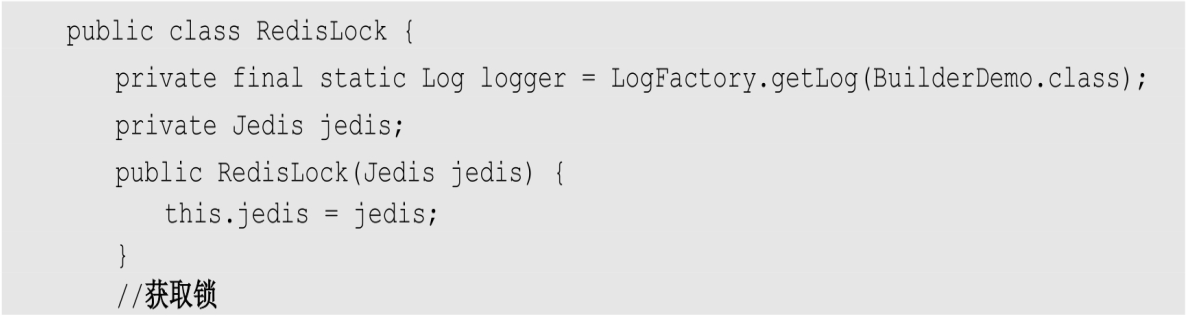 public class RedisLock {
private final static Log logger = LogFactory.getLog(BuilderDemo.class);
private Jedis jedis;
public RedisLock(Jedis jedis) {
this.jedis = jedis;
}
//获取锁